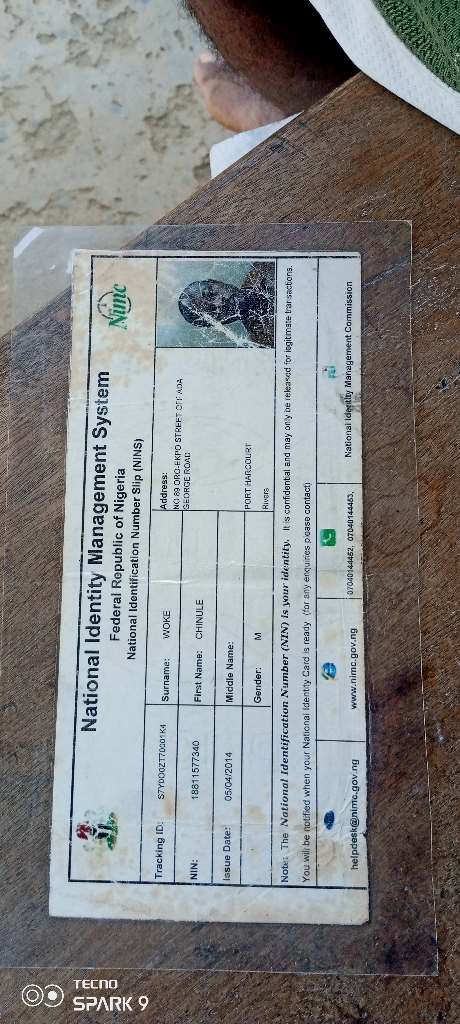 National Identity Management System
Federal Republic of Nigeria
National Identification Number Slip (NINS)
Nimc
Tracking ID: S7Y0O0ZT70001K4
Surname: WOKE
Address:
NO 89 ORO-EKPO STREET OFF ADA
GEORGE ROAD
NIN: 18811577340
First Name: CHINULE
Issue Date: 05/04/2014
Middle Name:
Gender: M
PORT HARCOURT
Rivers
Note: The National Identification Number (NIN) is your identity. It is confidential and may only be released for legitimate transactions.
You will be notified when your National Identity Card is ready (for any enquiries please contact)
helpdesk@nimc.gov.ng
www.nimc.gov.ng
07040144452, 07040144453,
National Identity Management Commission
TECNO
SPARK 9